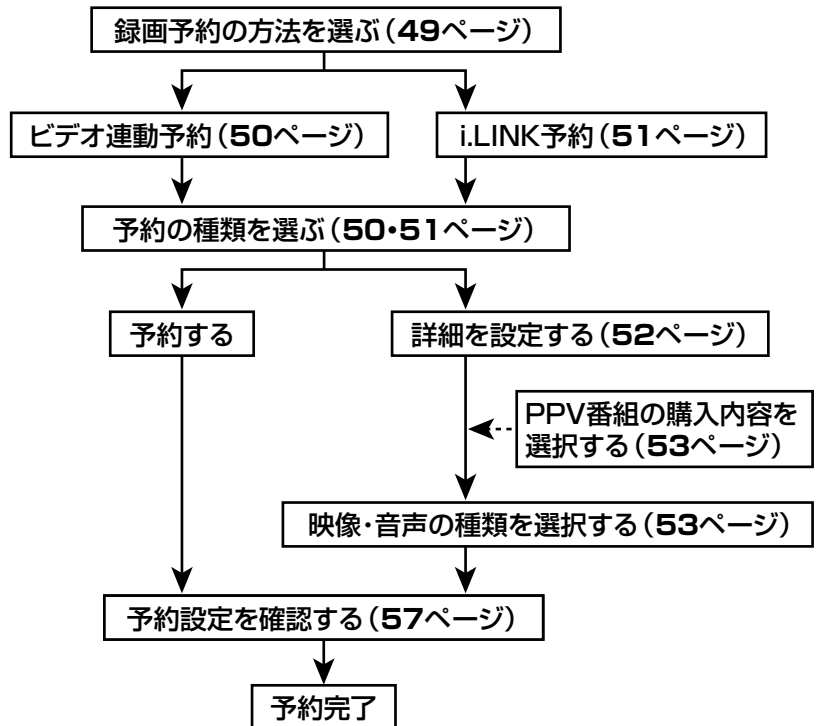 録画予約の方法を選ぶ（49ページ）
ビデオ連動予約（50ページ）
i.LINK予約（51ページ）
予約の種類を選ぶ（50・51ページ）
予約する
詳細を設定する（52ページ）
PPV番組の購入内容を
選択する（53ページ）
映像・音声の種類を選択する（53ページ）
予約設定を確認する（57ページ）
予約完了